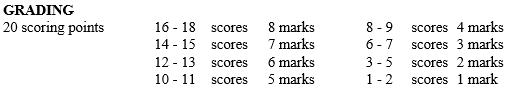 GRADING
20 scoring points 16 - 18 scores 8 marks 8 - 9 scores 4 marks
14 - 15 scores 7 marks 6 - 7 scores 3 marks
12 - 13 scores 6 marks 3 - 5 scores 2 marks
10 - 11 scores 5 marks 1 - 2 scores 1 mark